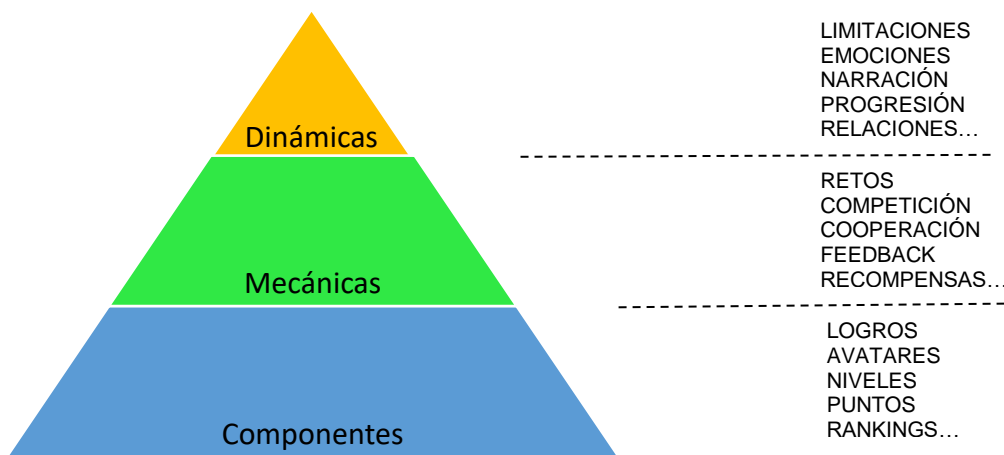 LIMITACIONES
EMOCIONES
NARRACIÓN
PROGRESIÓN
RELACIONES…
Dinámicas
RETOS
COMPETICIÓN
COOPERACIÓN
FEEDBACK
RECOMPENSAS…
Mecánicas
LOGROS
AVATARES
NIVELES
PUNTOS
RANKINGS…
Componentes